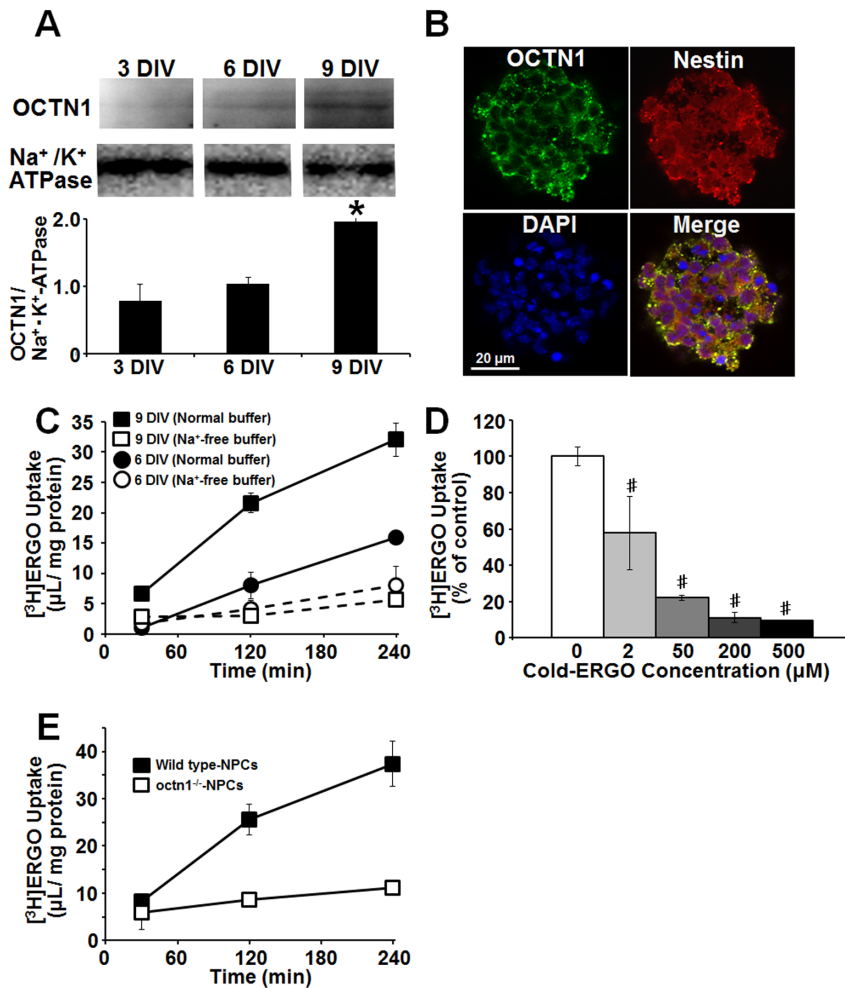 A
3 DIV 6 DIV 9 DIV
OCTN1
Na⁺ /K⁺
ATPase
OCTN1/
Na⁺・K⁺-ATPase
2.0
1.0
0
*
3 DIV 6 DIV 9 DIV
B
OCTN1 Nestin
DAPI Merge
20 μm
C
[³H]ERGO Uptake
(μL/ mg protein)
35
30
25
20
15
10
5
0
9 DIV (Normal buffer)
9 DIV (Na⁺-free buffer)
6 DIV (Normal buffer)
6 DIV (Na⁺-free buffer)
0 60 120 180 240
Time (min)
D
[³H]ERGO Uptake
(% of control)
120
100
80
60
40
20
0
# # # #
0 2 50 200 500
Cold-ERGO Concentration (μM)
E
[³H]ERGO Uptake
(μL/ mg protein)
40
30
20
10
0
Wild type-NPCs
octn1⁻/⁻-NPCs
0 60 120 180 240
Time (min)